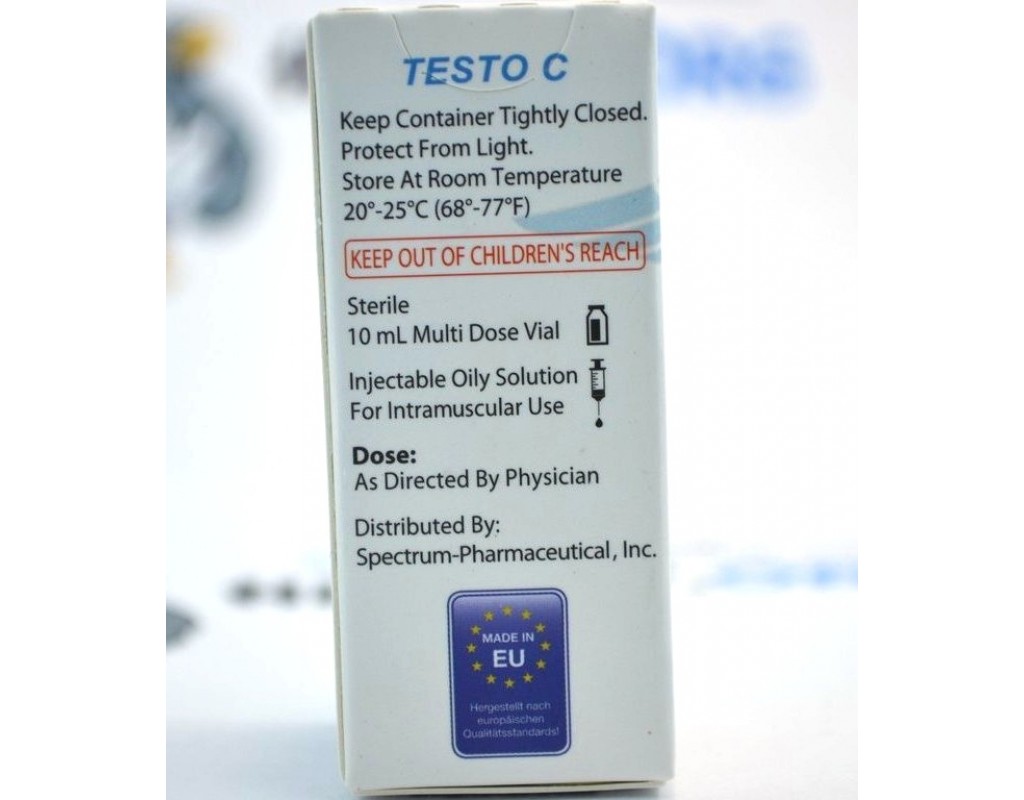 TESTO C
Keep Container Tightly Closed.
Protect From Light.
Store At Room Temperature
20°-25°C (68°-77°F)
KEEP OUT OF CHILDREN'S REACH
Sterile
10 mL Multi Dose Vial
Injectable Oily Solution
For Intramuscular Use
Dose:
As Directed By Physician
Distributed By:
Spectrum-Pharmaceutical, Inc.
MADE IN
EU
Hergestellt nach
europäischen
Qualitätsstandards!